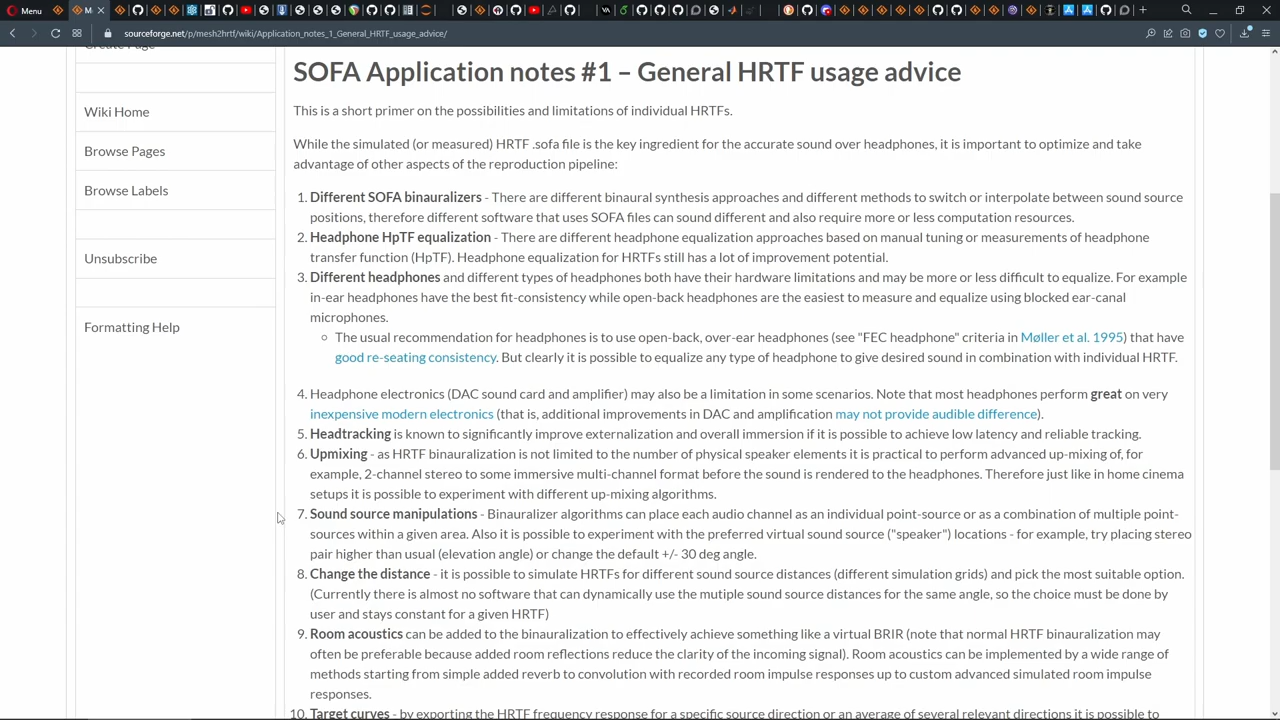 Menu
M
sourceforge.net/p/mesh2hrtf/wiki/Application_notes_1_General_HRTF_usage_advice/
Create Page
Wiki Home
Browse Pages
Browse Labels
Unsubscribe
Formatting Help
SOFA Application notes #1 – General HRTF usage advice
This is a short primer on the possibilities and limitations of individual HRTFs.
While the simulated (or measured) HRTF .sofa file is the key ingredient for the accurate sound over headphones, it is important to optimize and take
advantage of other aspects of the reproduction pipeline:
1. Different SOFA binauralizers - There are different binaural synthesis approaches and different methods to switch or interpolate between sound source
positions, therefore different software that uses SOFA files can sound different and also require more or less computation resources.
2. Headphone HpTF equalization - There are different headphone equalization approaches based on manual tuning or measurements of headphone
transfer function (HpTF). Headphone equalization for HRTFs still has a lot of improvement potential.
3. Different headphones and different types of headphones both have their hardware limitations and may be more or less difficult to equalize. For example
in-ear headphones have the best fit-consistency while open-back headphones are the easiest to measure and equalize using blocked ear-canal
microphones.
The usual recommendation for headphones is to use open-back, over-ear headphones (see "FEC headphone" criteria in Møller et al. 1995) that have
good re-seating consistency. But clearly it is possible to equalize any type of headphone to give desired sound in combination with individual HRTF.
4. Headphone electronics (DAC sound card and amplifier) may also be a limitation in some scenarios. Note that most headphones perform great on very
inexpensive modern electronics (that is, additional improvements in DAC and amplification may not provide audible difference).
5. Headtracking is known to significantly improve externalization and overall immersion if it is possible to achieve low latency and reliable tracking.
6. Upmixing - as HRTF binauralization is not limited to the number of physical speaker elements it is practical to perform advanced up-mixing of, for
example, 2-channel stereo to some immersive multi-channel format before the sound is rendered to the headphones. Therefore just like in home cinema
setups it is possible to experiment with different up-mixing algorithms.
7. Sound source manipulations - Binauralizer algorithms can place each audio channel as an individual point-source or as a combination of multiple point-
sources within a given area. Also it is possible to experiment with the preferred virtual sound source ("speaker") locations - for example, try placing stereo
pair higher than usual (elevation angle) or change the default +/- 30 deg angle.
8. Change the distance - it is possible to simulate HRTFs for different sound source distances (different simulation grids) and pick the most suitable option.
(Currently there is almost no software that can dynamically use the mutiple sound source distances for the same angle, so the choice must be done by
user and stays constant for a given HRTF)
9. Room acoustics can be added to the binauralization to effectively achieve something like a virtual BRIR (note that normal HRTF binauralization may
often be preferable because added room reflections reduce the clarity of the incoming signal). Room acoustics can be implemented by a wide range of
methods starting from simple added reverb to convolution with recorded room impulse responses up to custom advanced simulated room impulse
responses.
10. Target curves - by exporting the HRTF frequency response for a specific source direction or an average of several relevant directions it is possible to